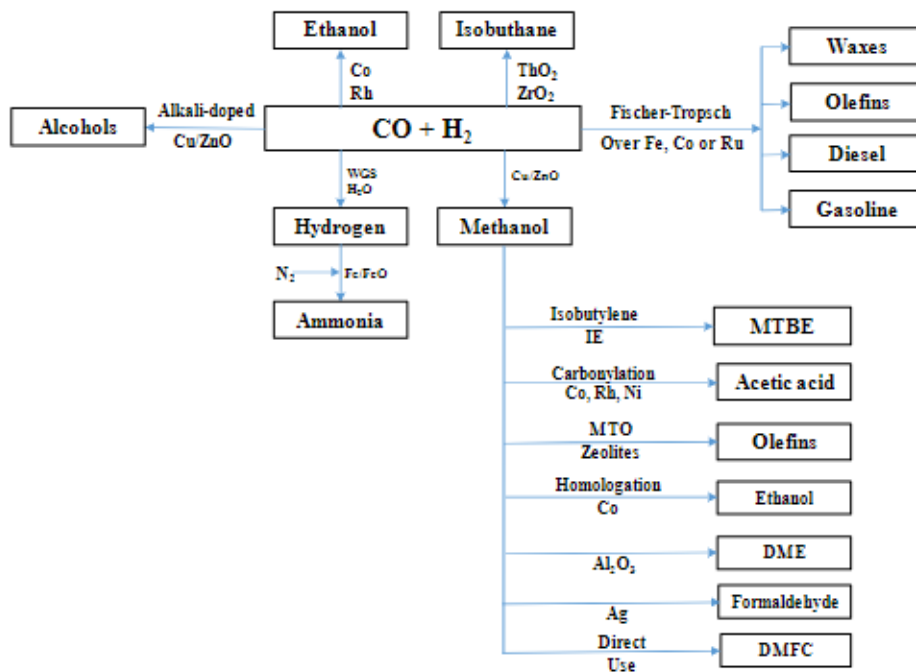 Ethanol
Isobuthane
Waxes
Co
Rh
ThO₂
ZrO₂
Olefins
Alcohols
Alkali-doped
Cu/ZnO
CO + H₂
Fischer-Tropsch
Over Fe, Co or Ru
Diesel
WGS
H₂O
Cu/ZnO
Gasoline
Hydrogen
Methanol
N₂
Fe/FeO
Ammonia
Isobutylene
IE
MTBE
Carbonylation
Co, Rh, Ni
Acetic acid
MTO
Zeolites
Olefins
Homologation
Co
Ethanol
Al₂O₃
DME
Ag
Formaldehyde
Direct
Use
DMFC